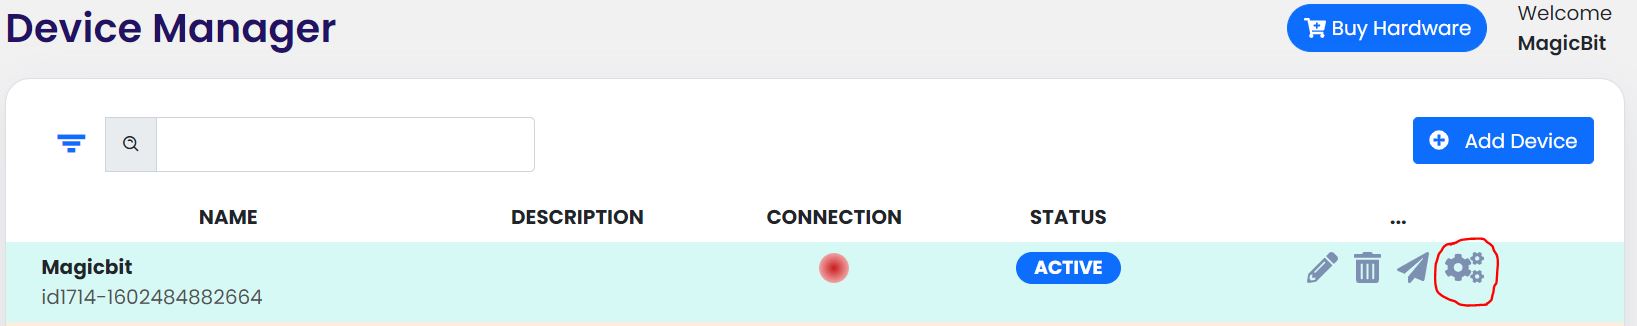 Device Manager
Buy Hardware
Welcome
MagicBit
Add Device
NAME DESCRIPTION CONNECTION STATUS ...
Magicbit ACTIVE
id1714-1602484882664